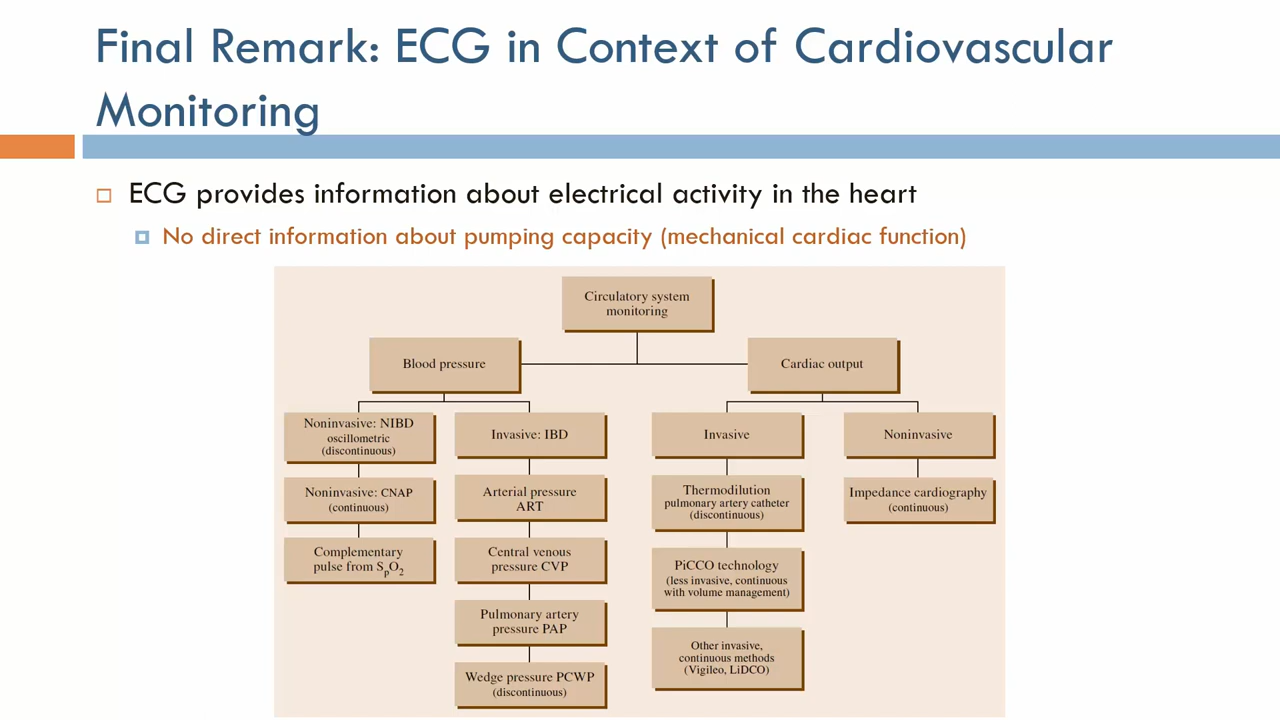 Final Remark: ECG in Context of Cardiovascular
Monitoring
ECG provides information about electrical activity in the heart
No direct information about pumping capacity (mechanical cardiac function)
Circulatory system
monitoring
Blood pressure
Cardiac output
Noninvasive: NIBD
oscillometric
(discontinuous)
Noninvasive: CNAP
(continuous)
Complementary
pulse from SpO2
Invasive: IBD
Arterial pressure
ART
Central venous
pressure CVP
Pulmonary artery
pressure PAP
Wedge pressure PCWP
(discontinuous)
Invasive
Thermodilution
pulmonary artery catheter
(discontinuous)
PiCCO technology
(less invasive, continuous
with volume management)
Other invasive,
continuous methods
(Vigileo, LiDCO)
Noninvasive
Impedance cardiography
(continuous)